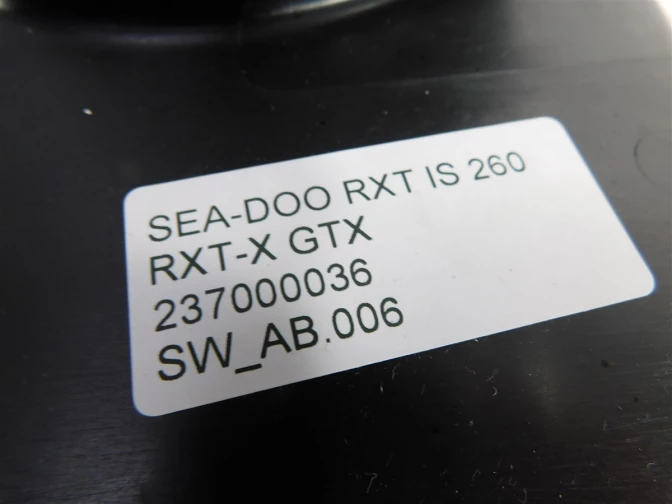 SEA-DOO RXT IS 260
RXT-X GTX
237000036
SW_AB.006